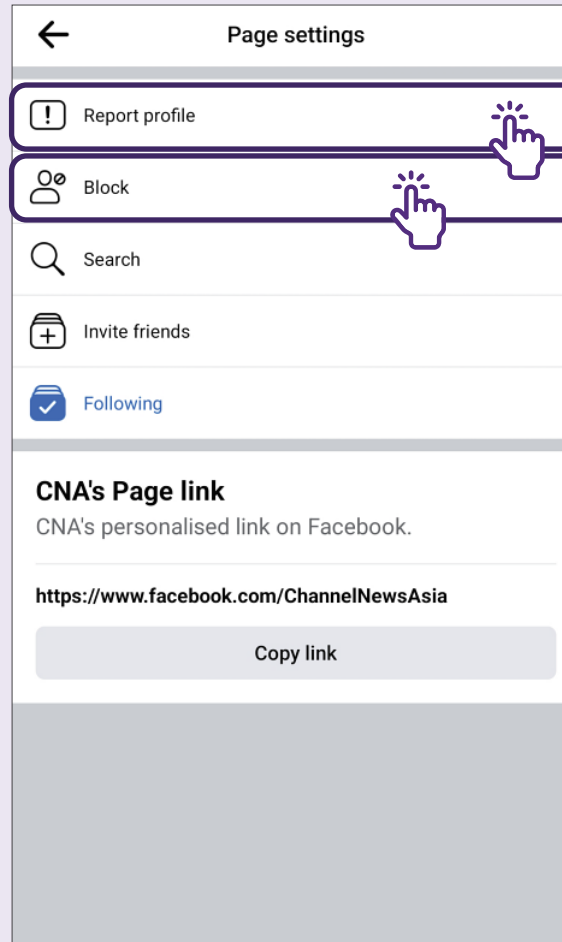 Page settings
Report profile
Block
Search
Invite friends
Following
CNA's Page link
CNA's personalised link on Facebook.
https://www.facebook.com/ChannelNewsAsia
Copy link